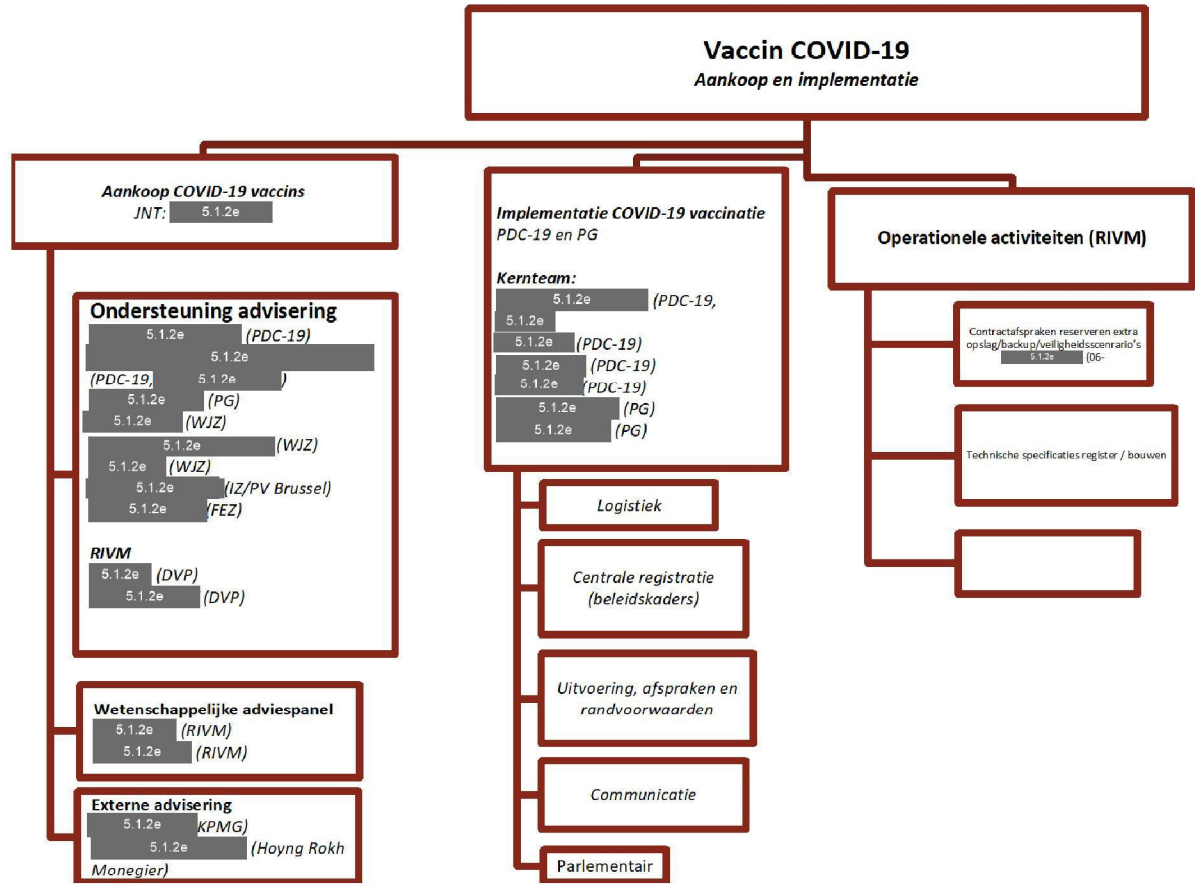 Vaccin COVID-19
Aankoop en implementatie
Aankoop COVID-19 vaccins
JNT: 5.1.2e
Ondersteuning advisering
5.1.2e (PDC-19)
5.1.2e
(PDC-19, 5.1.2e )
5.1.2e (PG)
5.1.2e (WJZ)
5.1.2e (WJZ)
5.1.2e (WJZ)
5.1.2e (IZ/PV Brussel)
5.1.2e (FEZ)
RIVM
5.1.2e (DVP)
5.1.2e (DVP)
Wetenschappelijke adviespanel
5.1.2e (RIVM)
5.1.2e (RIVM)
Externe advisering
5.1.2e KPMG)
5.1.2e (Hoyng Rokh
Monegier)
Implementatie COVID-19 vaccinatie
PDC-19 en PG
Kernteam:
5.1.2e (PDC-19,
5.1.2e
5.1.2e (PDC-19)
5.1.2e (PDC-19)
5.1.2e (PDC-19)
5.1.2e (PG)
5.1.2e (PG)
Logistiek
Centrale registratie
(beleidskaders)
Uitvoering, afspraken en
randvoorwaarden
Communicatie
Parlementair
Operationele activiteiten (RIVM)
Contractafspraken reserveren extra
opslag/backup/veiligheidsscenrario's
5.1.2e (06-
Technische specificaties register / bouwen